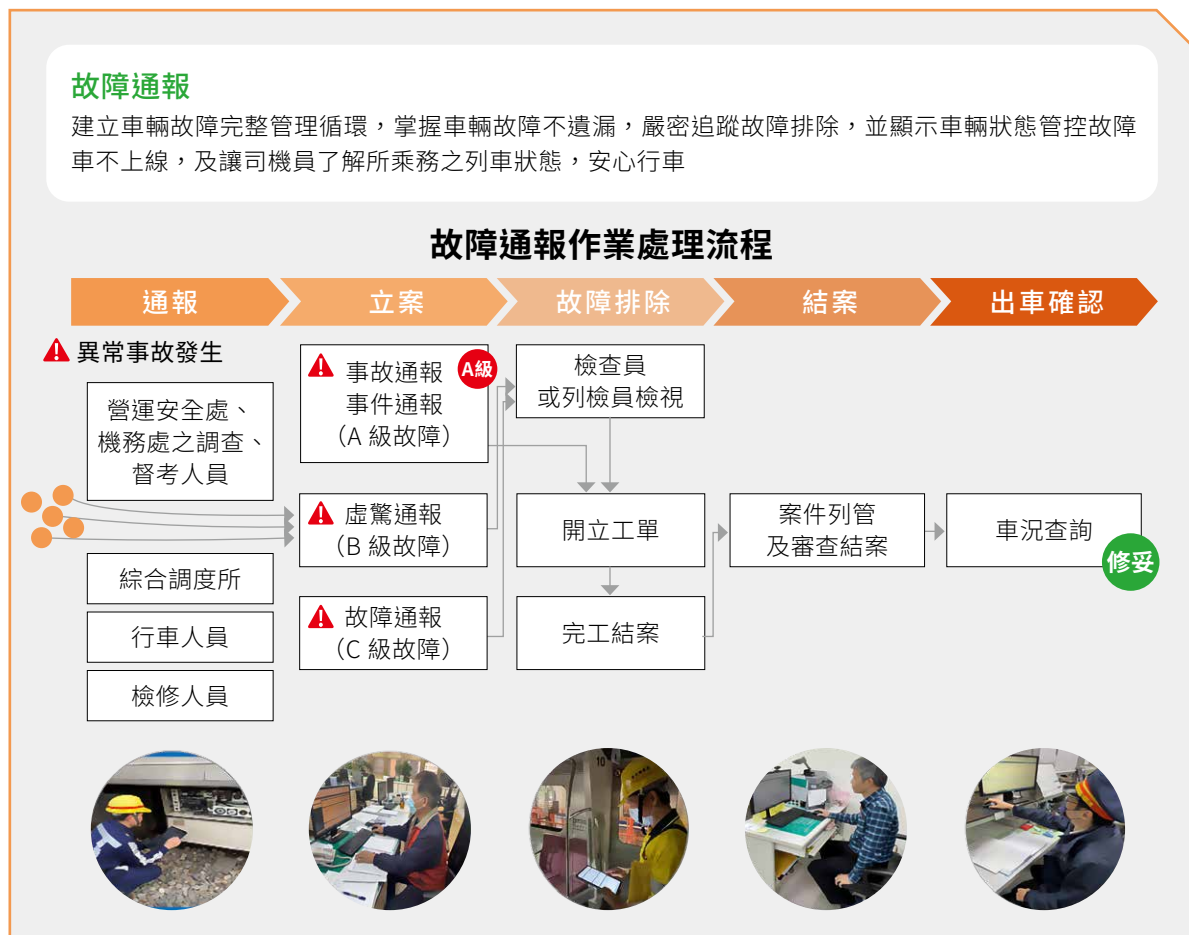 故障通報
建立車輛故障完整管理循環，掌握車輛故障不遺漏，嚴密追蹤故障排除，並顯示車輛狀態管控故障
車不上線，及讓司機員了解所乘務之列車狀態，安心行車
故障通報作業處理流程
通報
立案
故障排除
結案
出車確認
異常事故發生
營運安全處、
機務處之調查、
督考人員
綜合調度所
行車人員
檢修人員
事故通報
事件通報
（A 級故障）
A級
虛驚通報
（B 級故障）
故障通報
（C 級故障）
檢查員
或列檢員檢視
開立工單
完工結案
案件列管
及審查結案
車況查詢
修妥
10